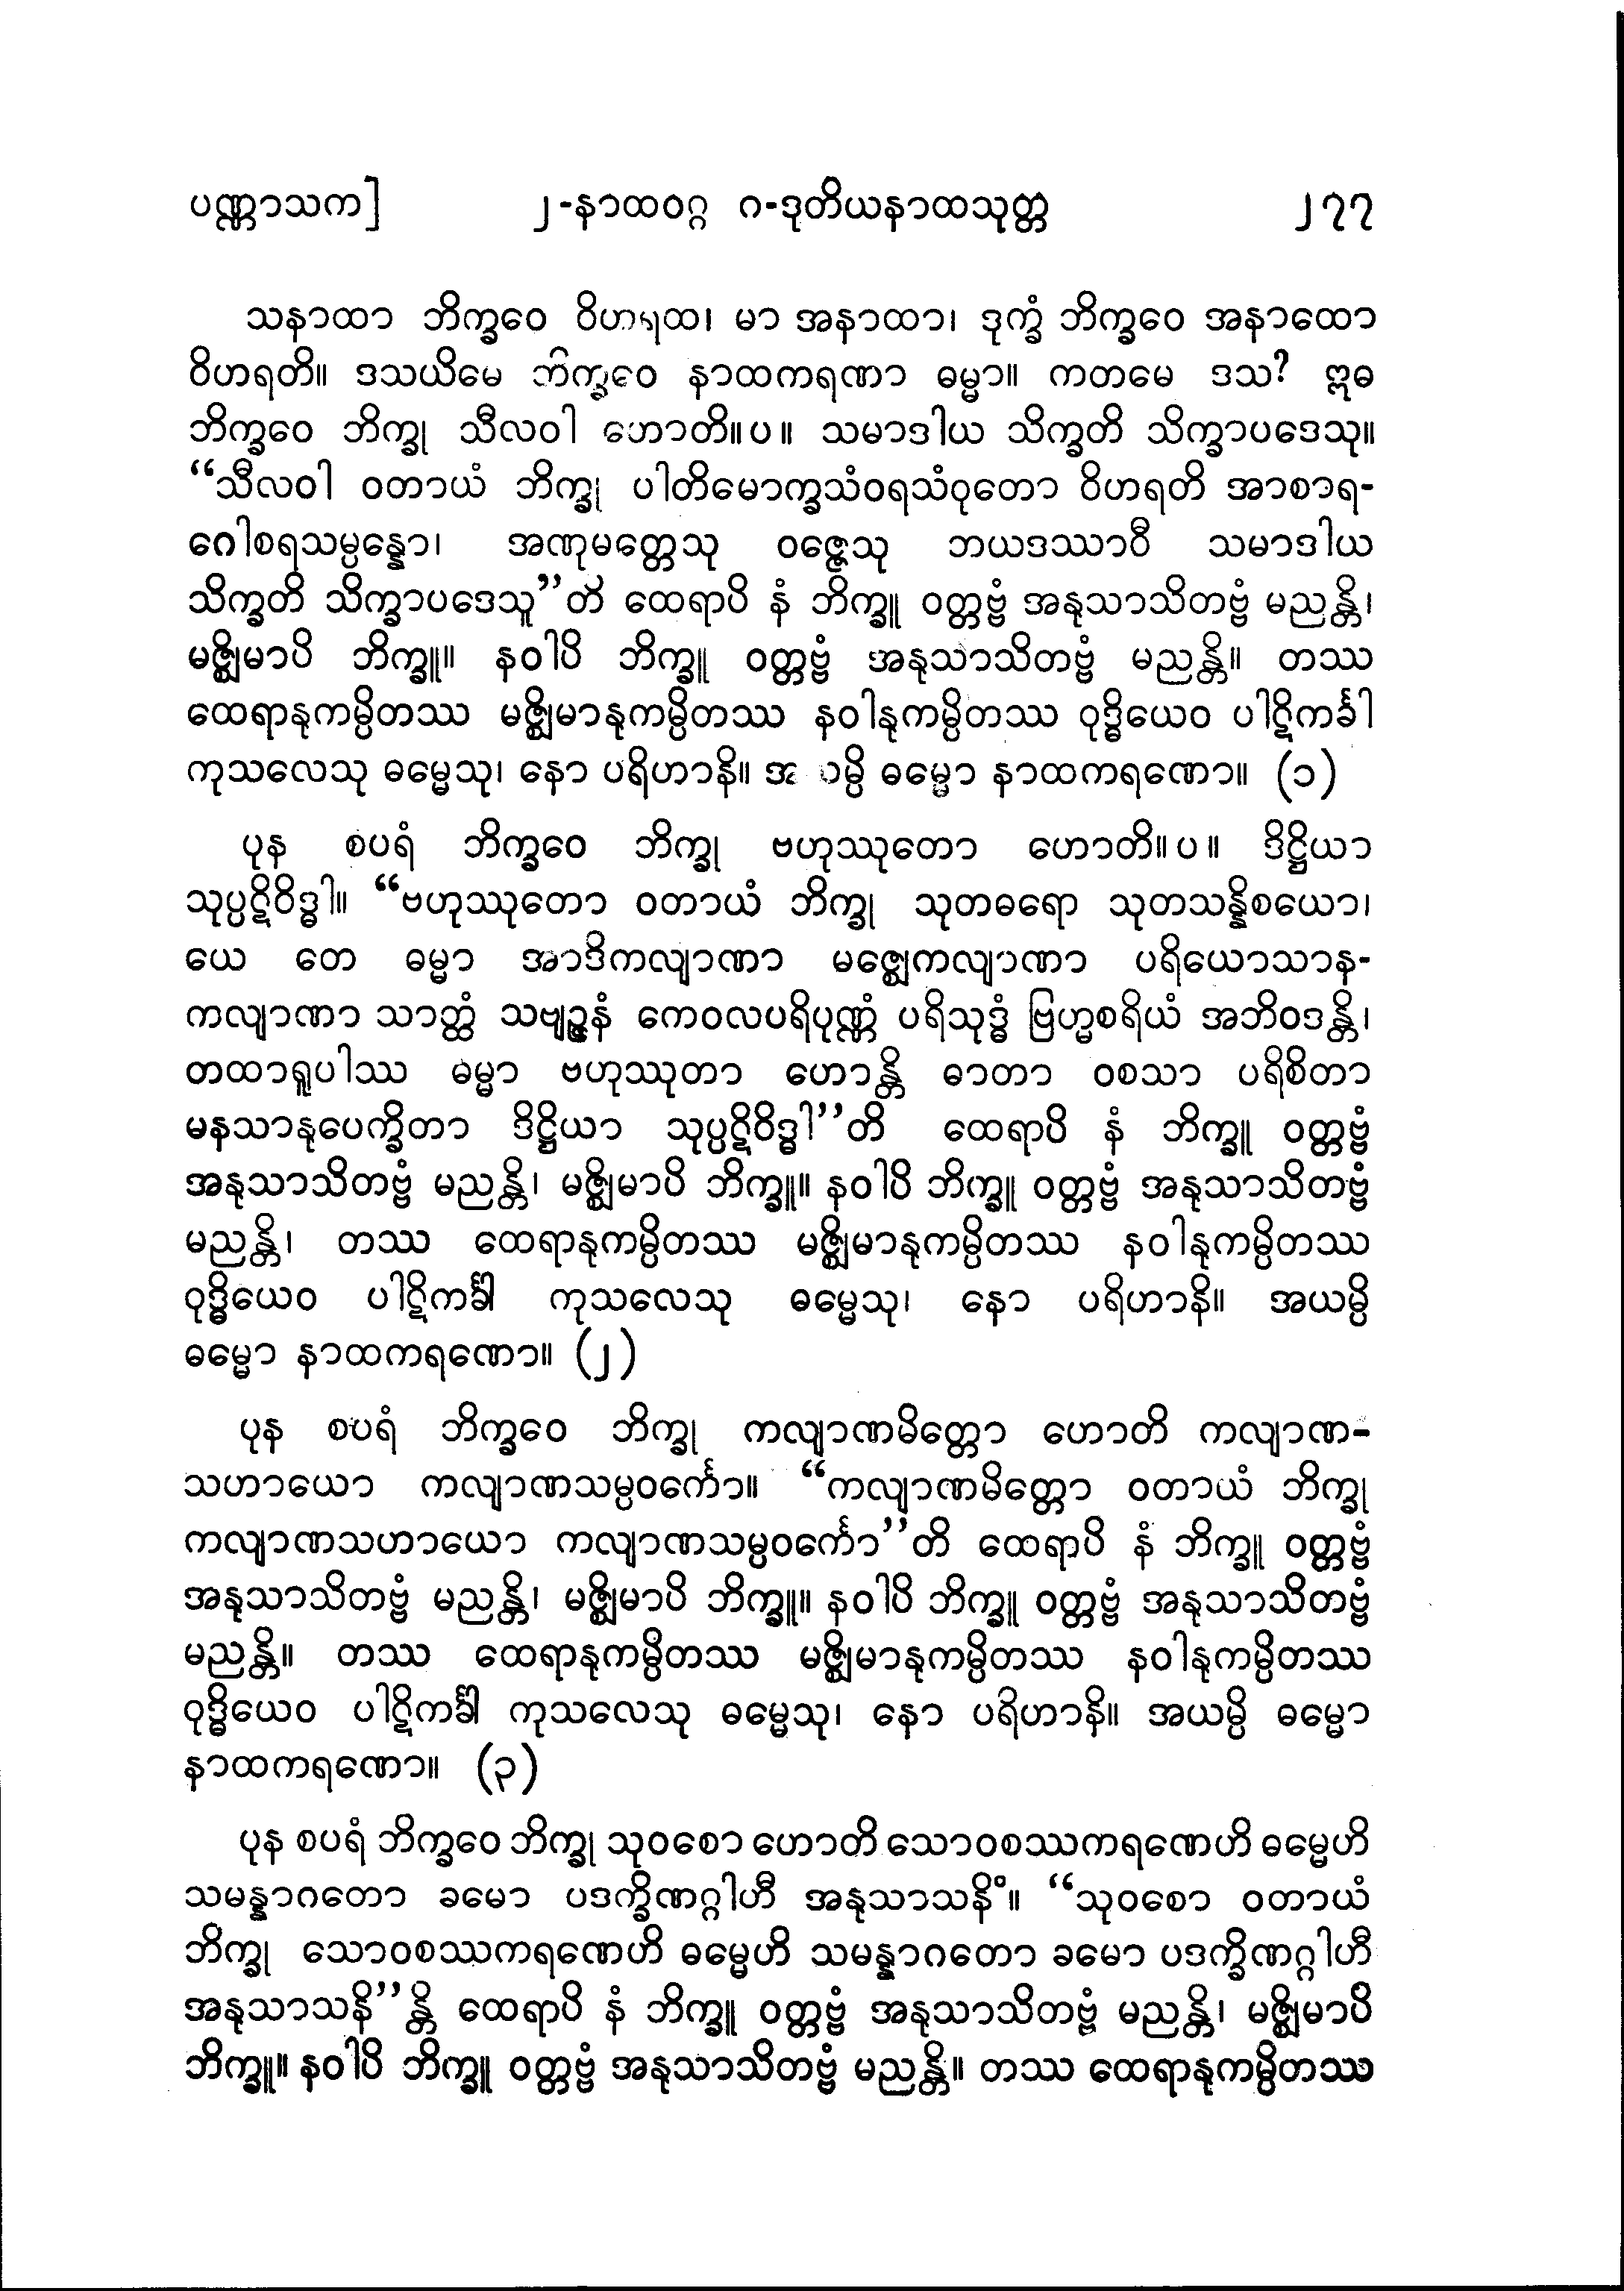 ပဏ္ဏာသက] ၂-နာထဝဂ္ဂ ဂ-ဒုတိယနာထသုတ္တ ၂၇၇
သနာထာ ဘိက္ခဝေ ဝိဟရထ၊ မာ အနာထာ၊ ဒုက္ခံ ဘိက္ခဝေ အနာထော
ဝိဟရတိ။ ဒသယိမေ ဘိက္ခဝေ နာထကရဏာ ဓမ္မာ။ ကတမေ ဒသ? ဣဓ
ဘိက္ခဝေ ဘိက္ခု သီလဝါ ဟောတိ။ပ။ သမာဒါယ သိက္ခတိ သိက္ခာပဒေသု။
“သီလဝါ ဝတာယံ ဘိက္ခု ပါတိမောက္ခသံဝရသံဝုတော ဝိဟရတိ အာစာရ-
ဂေါစရသမ္ပန္နော၊ အဏုမတ္တေသု ဝဇ္ဇေသု ဘယဒဿာဝီ သမာဒါယ
သိက္ခတိ သိက္ခာပဒေသူ”တိ ထေရာပိ နံ ဘိက္ခူ ဝတ္တဗ္ဗံ အနုသာသိတဗ္ဗံ မညန္တိ၊
မဇ္ဈိမာပိ ဘိက္ခူ။ နဝါပိ ဘိက္ခူ ဝတ္တဗ္ဗံ အနုသာသိတဗ္ဗံ မညန္တိ။ တဿ
ထေရာနုကမ္ပိတဿ မဇ္ဈိမာနုကမ္ပိတဿ နဝါနုကမ္ပိတဿ ဝုဒ္ဓိယေဝ ပါဋိကင်္ခါ
ကုသလေသု ဓမ္မေသု၊ နော ပရိဟာနိ။ အယမ္ပိ ဓမ္မော နာထကရဏော။ (၁)
ပုန စပရံ ဘိက္ခဝေ ဘိက္ခု ဗဟုဿုတော ဟောတိ။ပ။ ဒိဋ္ဌိယာ
သုပ္ပဋိဝိဒ္ဓါ။ “ဗဟုဿုတော ဝတာယံ ဘိက္ခု သုတဓရော သုတသန္နိစယော၊
ယေ တေ ဓမ္မာ အာဒိကလျာဏာ မဇ္ဈေကလျာဏာ ပရိယောသာန-
ကလျာဏာ သာတ္ထံ သဗျဉ္ဇနံ ကေဝလပရိပုဏ္ဏံ ပရိသုဒ္ဓံ ဗြဟ္မစရိယံ အဘိဝဒန္တိ၊
တထာရူပါဿ ဓမ္မာ ဗဟုဿုတာ ဟောန္တိ ဓာတာ ဝစသာ ပရိစိတာ
မနသာနုပေက္ခိတာ ဒိဋ္ဌိယာ သုပ္ပဋိဝိဒ္ဓါ”တိ ထေရာပိ နံ ဘိက္ခူ ဝတ္တဗ္ဗံ
အနုသာသိတဗ္ဗံ မညန္တိ၊ မဇ္ဈိမာပိ ဘိက္ခူ။ နဝါပိ ဘိက္ခူ ဝတ္တဗ္ဗံ အနုသာသိတဗ္ဗံ
မညန္တိ၊ တဿ ထေရာနုကမ္ပိတဿ မဇ္ဈိမာနုကမ္ပိတဿ နဝါနုကမ္ပိတဿ
ဝုဒ္ဓိယေဝ ပါဋိကင်္ခါ ကုသလေသု ဓမ္မေသု၊ နော ပရိဟာနိ။ အယမ္ပိ
ဓမ္မော နာထကရဏော။ (၂)
ပုန စပရံ ဘိက္ခဝေ ဘိက္ခု ကလျာဏမိတ္တော ဟောတိ ကလျာဏ-
သဟာယော ကလျာဏသမ္ပဝင်္ကော။ “ကလျာဏမိတ္တော ဝတာယံ ဘိက္ခု
ကလျာဏသဟာယော ကလျာဏသမ္ပဝင်္ကော”တိ ထေရာပိ နံ ဘိက္ခူ ဝတ္တဗ္ဗံ
အနုသာသိတဗ္ဗံ မညန္တိ၊ မဇ္ဈိမာပိ ဘိက္ခူ။ နဝါပိ ဘိက္ခူ ဝတ္တဗ္ဗံ အနုသာသိတဗ္ဗံ
မညန္တိ။ တဿ ထေရာနုကမ္ပိတဿ မဇ္ဈိမာနုကမ္ပိတဿ နဝါနုကမ္ပိတဿ
ဝုဒ္ဓိယေဝ ပါဋိကင်္ခါ ကုသလေသု ဓမ္မေသု၊ နော ပရိဟာနိ။ အယမ္ပိ ဓမ္မော
နာထကရဏော။ (၃)
ပုန စပရံ ဘိက္ခဝေ ဘိက္ခု သုဝစော ဟောတိ သောဝစဿကရဏေဟိ ဓမ္မေဟိ
သမန္နာဂတော ခမော ပဒက္ခိဏဂ္ဂါဟီ အနုသာသနိံ။ “သုဝစော ဝတာယံ
ဘိက္ခု သောဝစဿကရဏေဟိ ဓမ္မေဟိ သမန္နာဂတော ခမော ပဒက္ခိဏဂ္ဂါဟီ
အနုသာသနိ”န္တိ ထေရာပိ နံ ဘိက္ခူ ဝတ္တဗ္ဗံ အနုသာသိတဗ္ဗံ မညန္တိ၊ မဇ္ဈိမာပိ
ဘိက္ခူ။ နဝါပိ ဘိက္ခူ ဝတ္တဗ္ဗံ အနုသာသိတဗ္ဗံ မညန္တိ။ တဿ ထေရာနုကမ္ပိတဿ